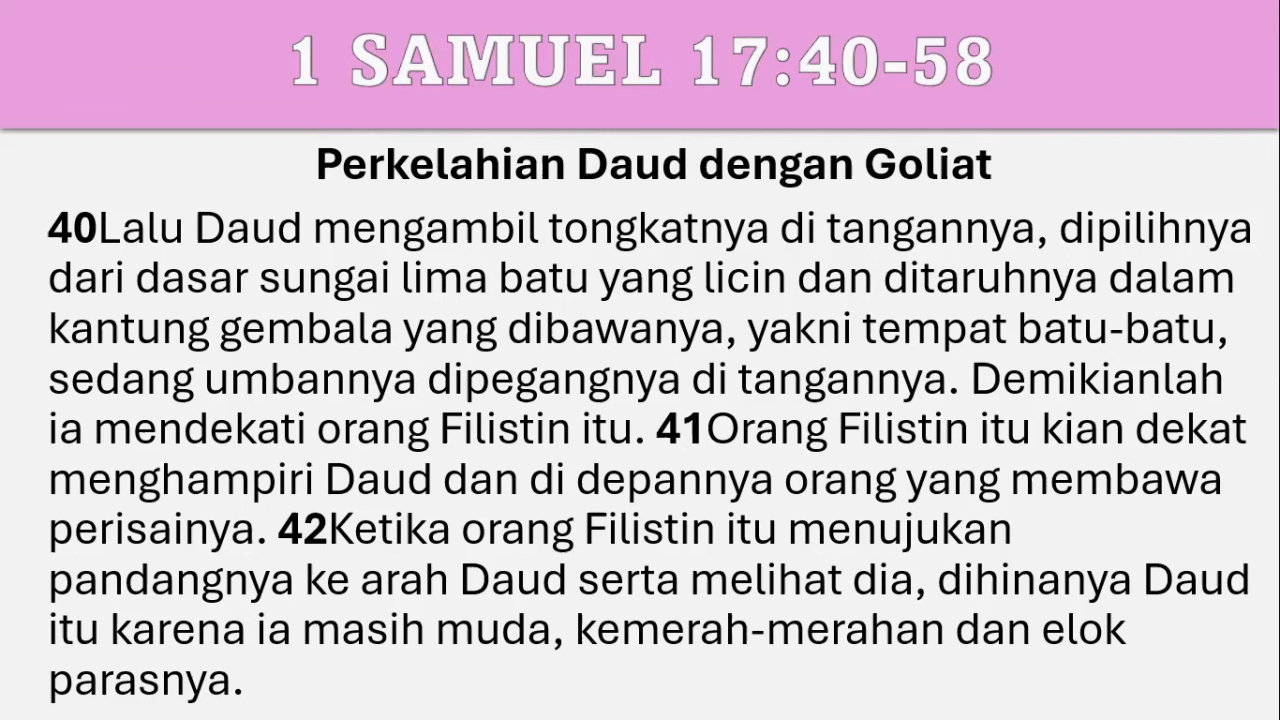 1 SAMUEL 17:40-58
Perkelahian Daud dengan Goliat
40Lalu Daud mengambil tongkatnya di tangannya, dipilihnya
dari dasar sungai lima batu yang licin dan ditaruhnya dalam
kantung gembala yang dibawanya, yakni tempat batu-batu,
sedang umbannya dipegangnya di tangannya. Demikianlah
ia mendekati orang Filistin itu. 41Orang Filistin itu kian dekat
menghampiri Daud dan di depannya orang yang membawa
perisainya. 42Ketika orang Filistin itu menujukan
pandangnya ke arah Daud serta melihat dia, dihinanya Daud
itu karena ia masih muda, kemerah-merahan dan elok
parasnya.